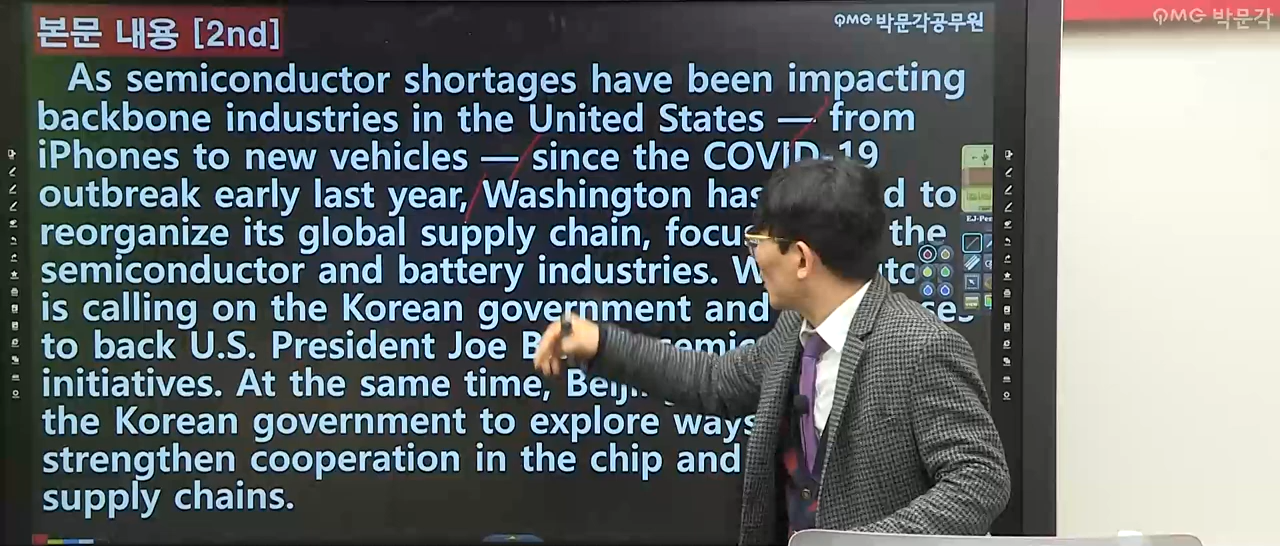 본문 내용 [2nd]
QMG 박문각공무원
QMG 박문각
As semiconductor shortages have been impacting
backbone industries in the United States — from
iPhones to new vehicles — since the COVID-19
outbreak early last year, Washington has to
reorganize its global supply chain, the
semiconductor and battery industries.
is calling on the Korean government and
to back U.S. President Joe
initiatives. At the same time,
the Korean government to explore ways
strengthen cooperation in the chip and
supply chains.